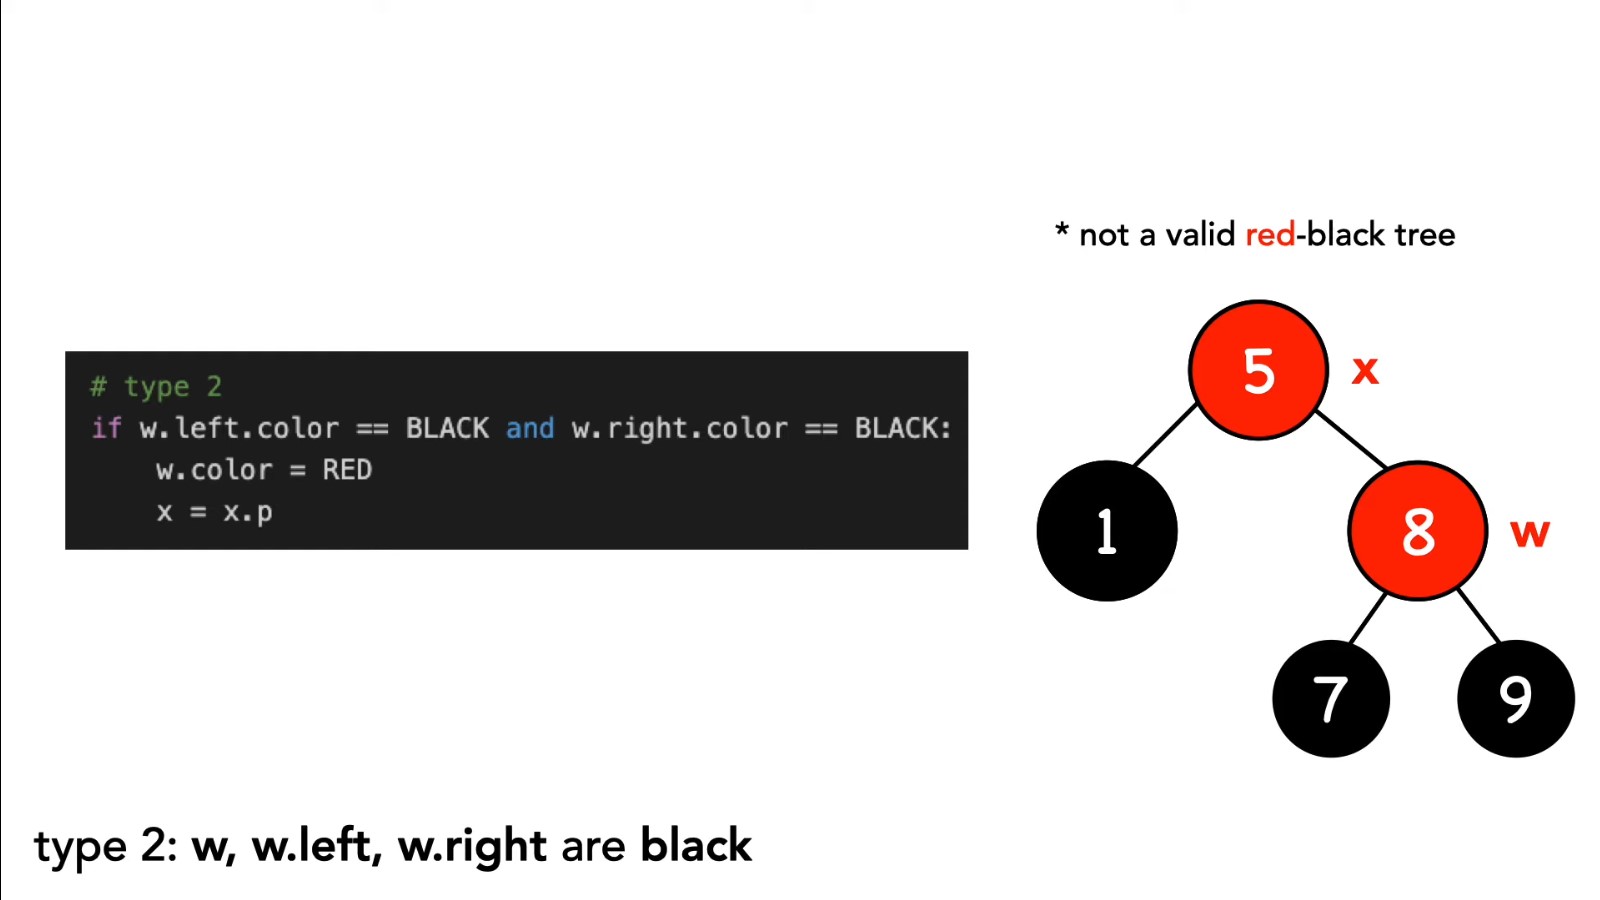 * not a valid red-black tree
# type 2
if w.left.color == BLACK and w.right.color == BLACK:
    w.color = RED
    x = x.p
5 x
1 8 w
7 9
type 2: w, w.left, w.right are black